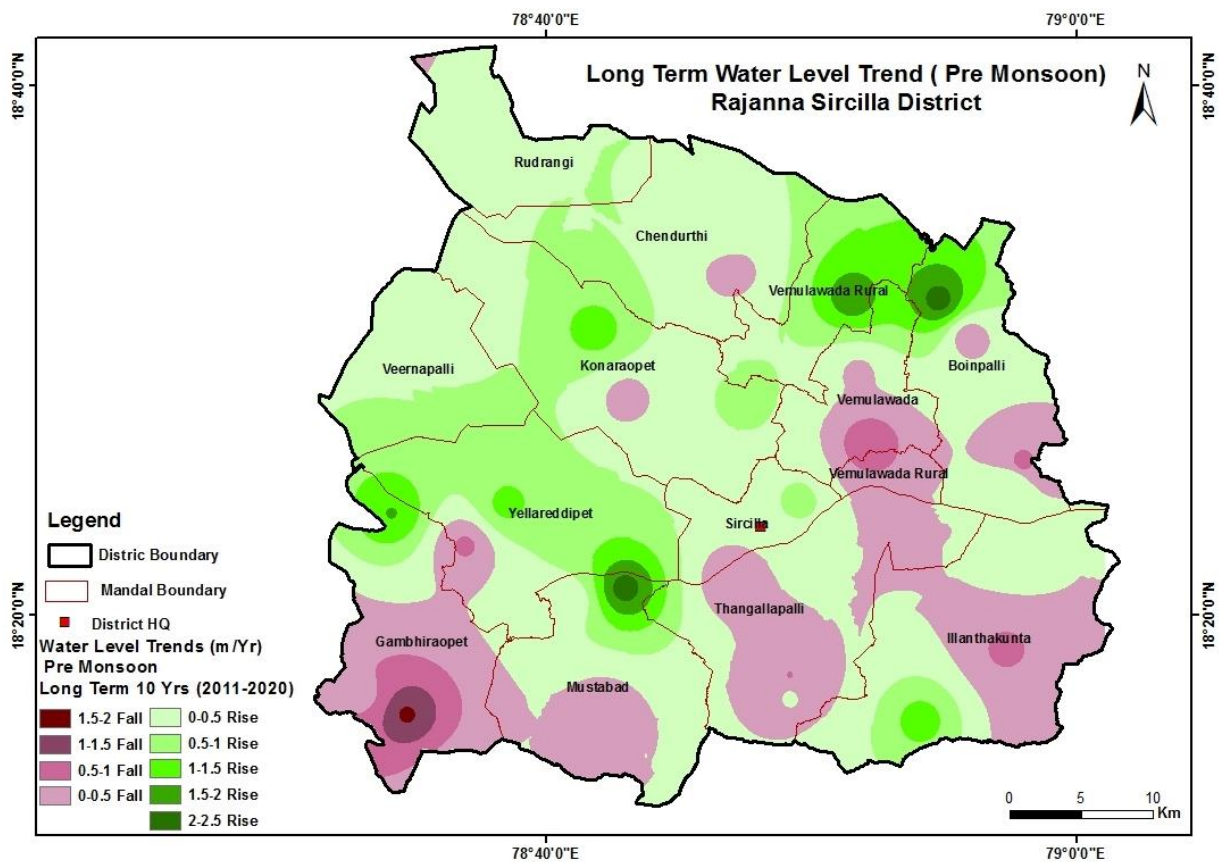 78°40'0"E
79°0'0"E
18°40'0"N
18°40'0"N
Long Term Water Level Trend ( Pre Monsoon)
Rajanna Sircilla District
N
Rudrangi
Chendurthi
Vemulawada Rural
Veernapalli
Konaraopet
Boinpalli
Vemulawada
Vemulawada Rural
Yellareddipet
Sircilla
Thangallapalli
Illanthakunta
Gambhiraopet
Mustabad
18°20'0"N
18°20'0"N
Legend
Distric Boundary
Mandal Boundary
District HQ
Water Level Trends (m/Yr)
Pre Monsoon
Long Term 10 Yrs (2011-2020)
1.5-2 Fall
1-1.5 Fall
0.5-1 Fall
0-0.5 Fall
0-0.5 Rise
0.5-1 Rise
1-1.5 Rise
1.5-2 Rise
2-2.5 Rise
0 5 10
Km
78°40'0"E
79°0'0"E